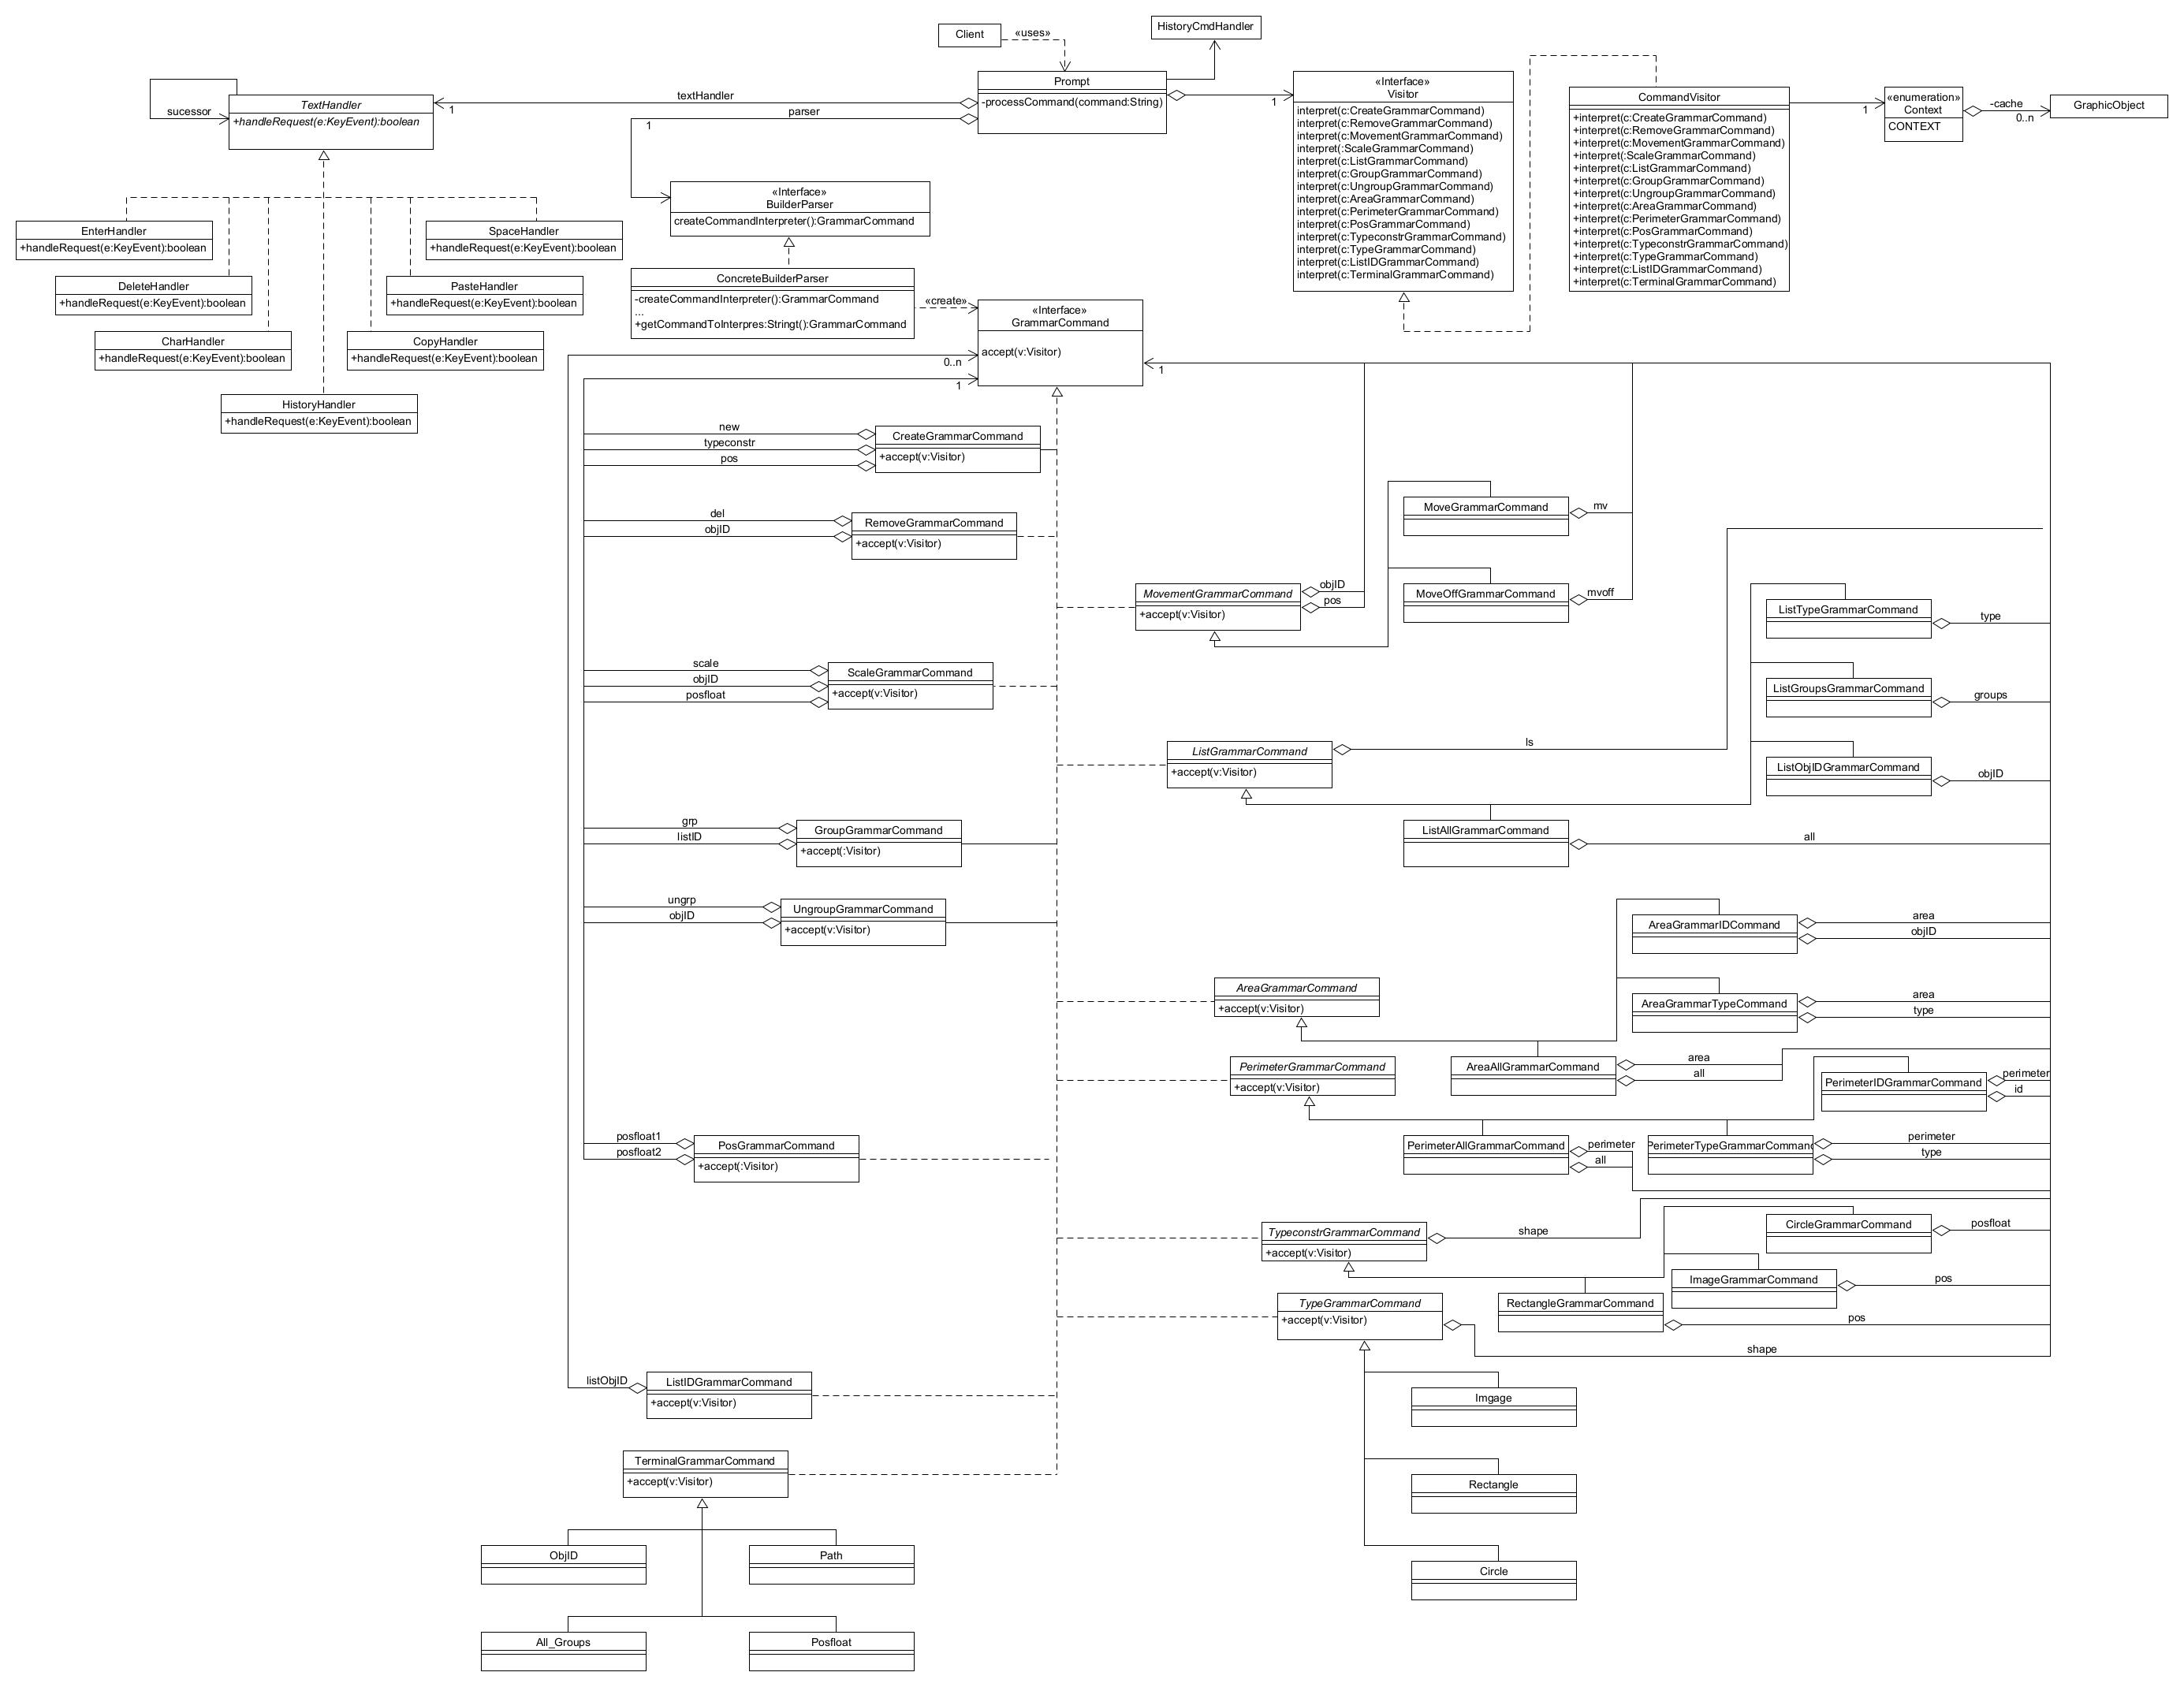 HistoryCmdHandler
Client
«uses»
Prompt
-processCommand(command:String)
textHandler
1
parser
1
sucessor
TextHandler
+handleRequest(e:KeyEvent):boolean
EnterHandler
+handleRequest(e:KeyEvent):boolean
SpaceHandler
+handleRequest(e:KeyEvent):boolean
DeleteHandler
+handleRequest(e:KeyEvent):boolean
PasteHandler
+handleRequest(e:KeyEvent):boolean
CharHandler
+handleRequest(e:KeyEvent):boolean
CopyHandler
+handleRequest(e:KeyEvent):boolean
HistoryHandler
+handleRequest(e:KeyEvent):boolean
«Interface»
BuilderParser
createCommandInterpreter():GrammarCommand
ConcreteBuilderParser
-createCommandInterpreter():GrammarCommand
...
+getCommandToInterpres:Stringt():GrammarCommand
«create»
1
«Interface»
Visitor
interpret(c:CreateGrammarCommand)
interpret(c:RemoveGrammarCommand)
interpret(c:MovementGrammarCommand)
interpret(:ScaleGrammarCommand)
interpret(c:ListGrammarCommand)
interpret(c:GroupGrammarCommand)
interpret(c:UngroupGrammarCommand)
interpret(c:AreaGrammarCommand)
interpret(c:PerimeterGrammarCommand)
interpret(c:PosGrammarCommand)
interpret(c:TypeconstrGrammarCommand)
interpret(c:TypeGrammarCommand)
interpret(c:ListIDGrammarCommand)
interpret(c:TerminalGrammarCommand)
CommandVisitor
+interpret(c:CreateGrammarCommand)
+interpret(c:RemoveGrammarCommand)
+interpret(c:MovementGrammarCommand)
+interpret(:ScaleGrammarCommand)
+interpret(c:ListGrammarCommand)
+interpret(c:GroupGrammarCommand)
+interpret(c:UngroupGrammarCommand)
+interpret(c:AreaGrammarCommand)
+interpret(c:PerimeterGrammarCommand)
+interpret(c:PosGrammarCommand)
+interpret(c:TypeconstrGrammarCommand)
+interpret(c:TypeGrammarCommand)
+interpret(c:ListIDGrammarCommand)
+interpret(c:TerminalGrammarCommand)
1
«enumeration»
Context
CONTEXT
-cache
0..n
GraphicObject
«Interface»
GrammarCommand
accept(v:Visitor)
0..n
1
1
new
typeconstr
pos
CreateGrammarCommand
+accept(v:Visitor)
del
objID
RemoveGrammarCommand
+accept(v:Visitor)
MoveGrammarCommand
mv
MoveOffGrammarCommand
mvoff
MovementGrammarCommand
+accept(v:Visitor)
objID
pos
ListTypeGrammarCommand
type
scale
objID
posfloat
ScaleGrammarCommand
+accept(v:Visitor)
ListGroupsGrammarCommand
groups
ListGrammarCommand
+accept(v:Visitor)
ls
ListObjIDGrammarCommand
objID
ListAllGrammarCommand
all
grp
listID
GroupGrammarCommand
+accept(:Visitor)
ungrp
objID
UngroupGrammarCommand
+accept(v:Visitor)
AreaGrammarIDCommand
area
objID
AreaGrammarCommand
+accept(v:Visitor)
AreaGrammarTypeCommand
area
type
AreaAllGrammarCommand
area
all
PerimeterGrammarCommand
+accept(v:Visitor)
PerimeterIDGrammarCommand
perimeter
id
PerimeterAllGrammarCommand
perimeter
all
PerimeterTypeGrammarCommand
perimeter
type
posfloat1
posfloat2
PosGrammarCommand
+accept(:Visitor)
TypeconstrGrammarCommand
+accept(v:Visitor)
shape
CircleGrammarCommand
posfloat
ImageGrammarCommand
pos
RectangleGrammarCommand
pos
TypeGrammarCommand
+accept(v:Visitor)
shape
listObjID
ListIDGrammarCommand
+accept(v:Visitor)
Imgage
Rectangle
Circle
TerminalGrammarCommand
+accept(v:Visitor)
ObjID
Path
All_Groups
Posfloat